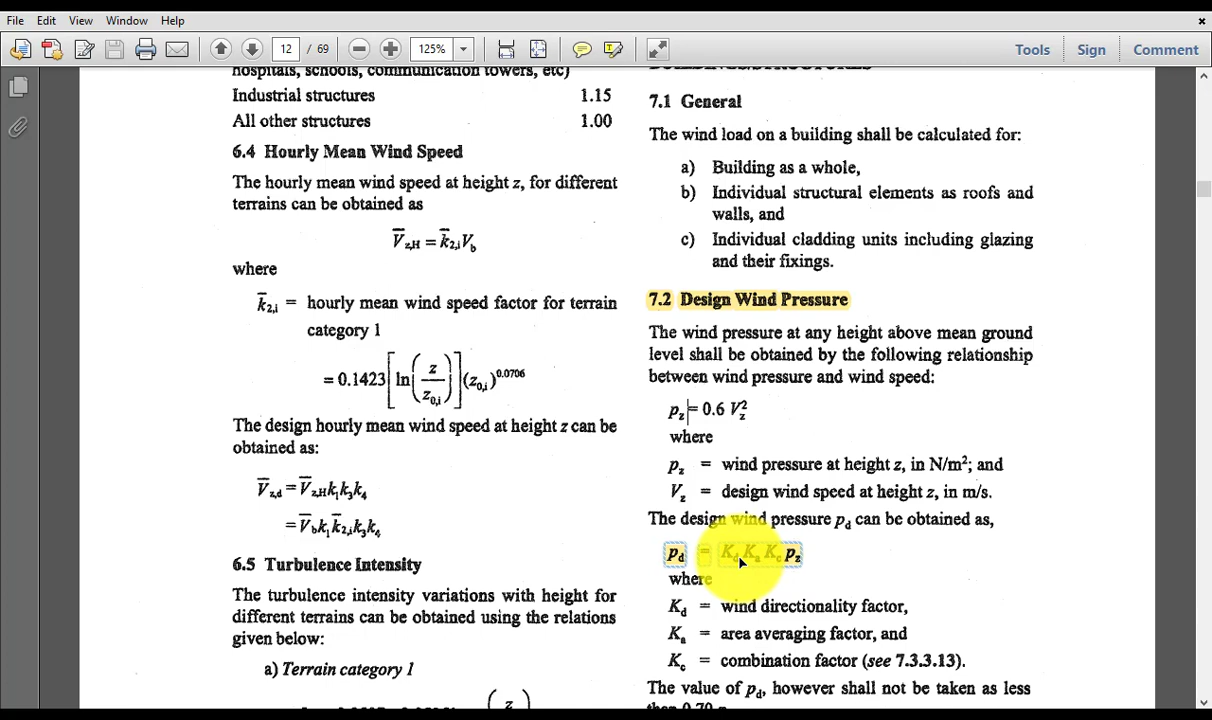 File Edit View Window Help
12 / 69
125%
Tools Sign Comment
hospitals, schools, communication towers, etc)
Industrial structures 1.15
All other structures 1.00
6.4 Hourly Mean Wind Speed
The hourly mean wind speed at height z, for different
terrains can be obtained as
V̄z,H = k̄2,i Vb
where
k̄2,i = hourly mean wind speed factor for terrain
category 1
= 0.1423 [ln(z/z0,i)] (z0,i)^0.0706
The design hourly mean wind speed at height z can be
obtained as:
V̄z,d = V̄z,H k1 k3 k4
= V̄b k1 k̄2,i k3 k4
6.5 Turbulence Intensity
The turbulence intensity variations with height for
different terrains can be obtained using the relations
given below:
a) Terrain category 1
7.1 General
The wind load on a building shall be calculated for:
a) Building as a whole,
b) Individual structural elements as roofs and
walls, and
c) Individual cladding units including glazing
and their fixings.
7.2 Design Wind Pressure
The wind pressure at any height above mean ground
level shall be obtained by the following relationship
between wind pressure and wind speed:
pz = 0.6 Vz²
where
pz = wind pressure at height z, in N/m²; and
Vz = design wind speed at height z, in m/s.
The design wind pressure pd can be obtained as,
pd = Kd Ka Kc pz
where
Kd = wind directionality factor,
Ka = area averaging factor, and
Kc = combination factor (see 7.3.3.13).
The value of pd, however shall not be taken as less